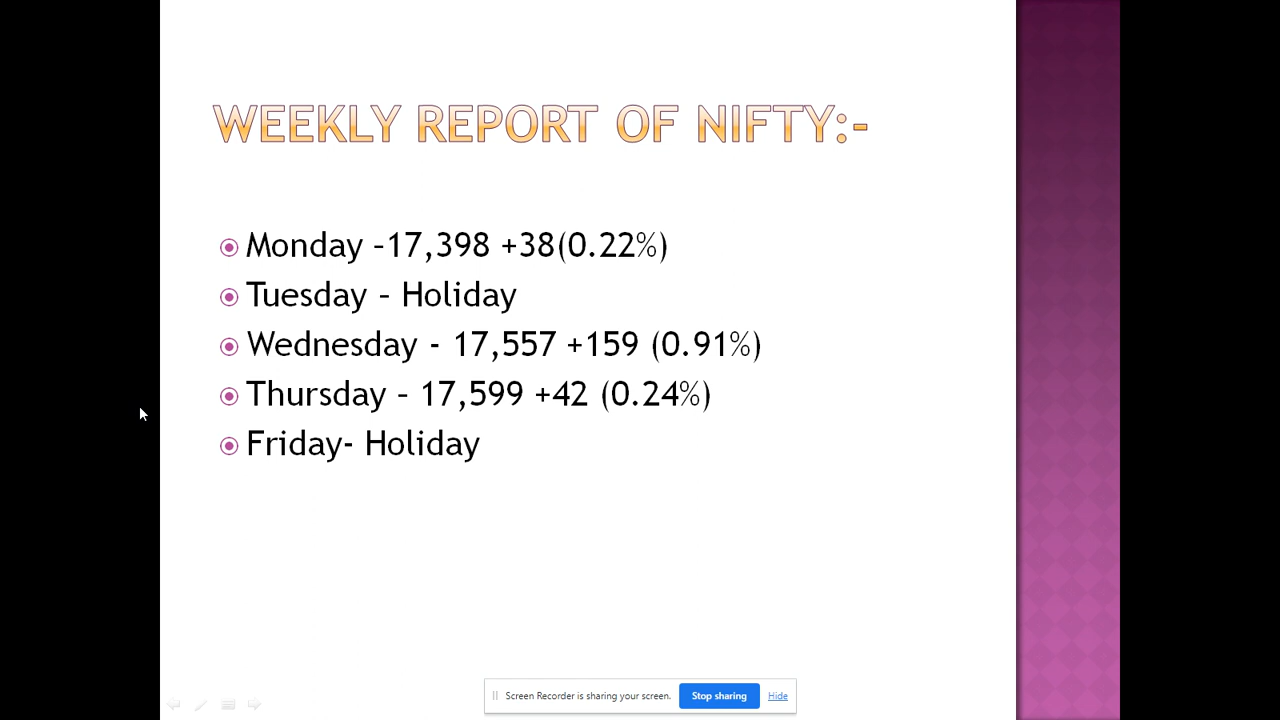 WEEKLY REPORT OF NIFTY:-
Monday –17,398 +38(0.22%)
Tuesday – Holiday
Wednesday - 17,557 +159 (0.91%)
Thursday – 17,599 +42 (0.24%)
Friday- Holiday
Screen Recorder is sharing your screen. Stop sharing Hide